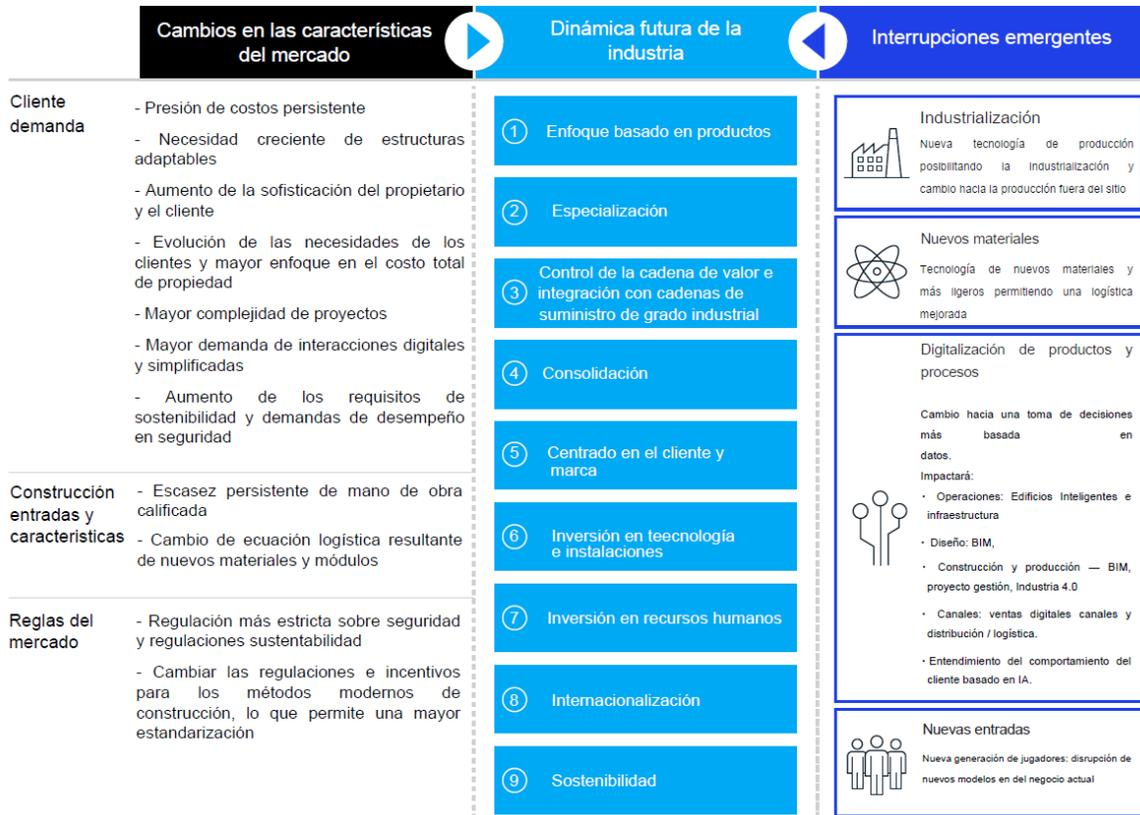 Cambios en las características
del mercado
Dinámica futura de la
industria
Interrupciones emergentes
Cliente
demanda
- Presión de costos persistente
- Necesidad creciente de estructuras
adaptables
- Aumento de la sofisticación del propietario
y el cliente
- Evolución de las necesidades de los
clientes y mayor enfoque en el costo total
de propiedad
- Mayor complejidad de proyectos
- Mayor demanda de interacciones digitales
y simplificadas
- Aumento de los requisitos de
sostenibilidad y demandas de desempeño
en seguridad
Construcción
entradas y
caracteristicas
- Escasez persistente de mano de obra
calificada
- Cambio de ecuación logística resultante
de nuevos materiales y módulos
Reglas del
mercado
- Regulación más estricta sobre seguridad
y regulaciones sustentabilidad
- Cambiar las regulaciones e incentivos
para los métodos modernos de
construcción, lo que permite una mayor
estandarización
1 Enfoque basado en productos
2 Especialización
3 Control de la cadena de valor e
integración con cadenas de
suministro de grado industrial
4 Consolidación
5 Centrado en el cliente y
marca
6 Inversión en teecnología
e instalaciones
7 Inversión en recursos humanos
8 Internacionalización
9 Sostenibilidad
Industrialización
Nueva tecnología de producción
posibilitando la industrialización y
cambio hacia la producción fuera del sitio
Nuevos materiales
Tecnología de nuevos materiales y
más ligeros permitiendo una logística
mejorada
Digitalización de productos y
procesos
Cambio hacia una toma de decisiones
más basada en
datos.
Impactará:
· Operaciones: Edificios Inteligentes e
infraestructura
· Diseño: BIM,
· Construcción y producción — BIM,
proyecto gestión, Industria 4.0
· Canales: ventas digitales canales y
distribución / logística.
· Entendimiento del comportamiento del
cliente basado en IA.
Nuevas entradas
Nueva generación de jugadores: disrupción de
nuevos modelos en del negocio actual